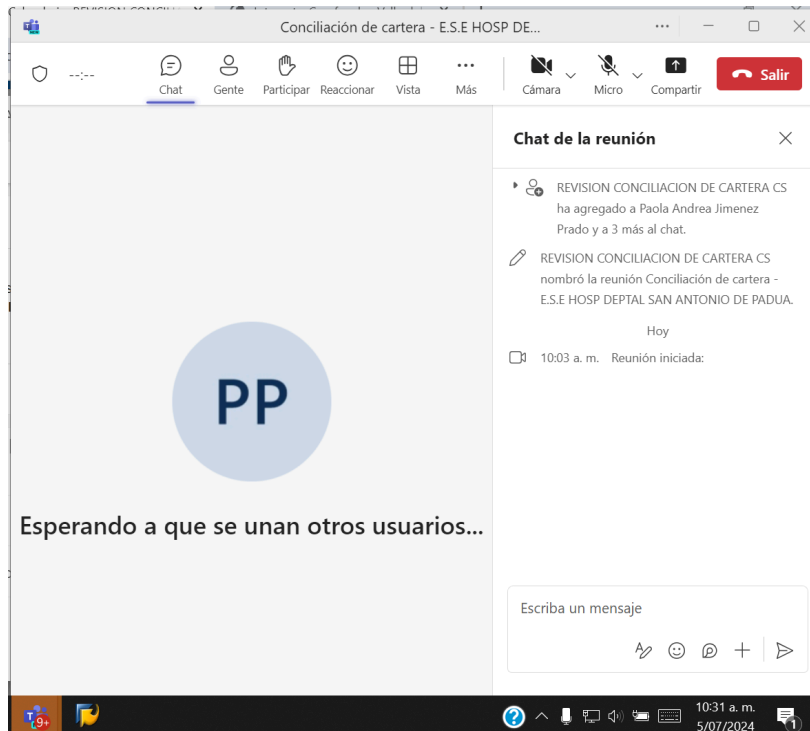 Conciliación de cartera - E.S.E HOSP DE...
--:--
Chat
Gente
Participar
Reaccionar
Vista
Más
Cámara
Micro
Compartir
Salir
Chat de la reunión
REVISION CONCILIACION DE CARTERA CS
ha agregado a Paola Andrea Jimenez
Prado y a 3 más al chat.
REVISION CONCILIACION DE CARTERA CS
nombró la reunión Conciliación de cartera -
E.S.E HOSP DEPTAL SAN ANTONIO DE PADUA.
Hoy
10:03 a. m. Reunión iniciada:
PP
Esperando a que se unan otros usuarios...
Escriba un mensaje
9+
10:31 a. m.
5/07/2024
1